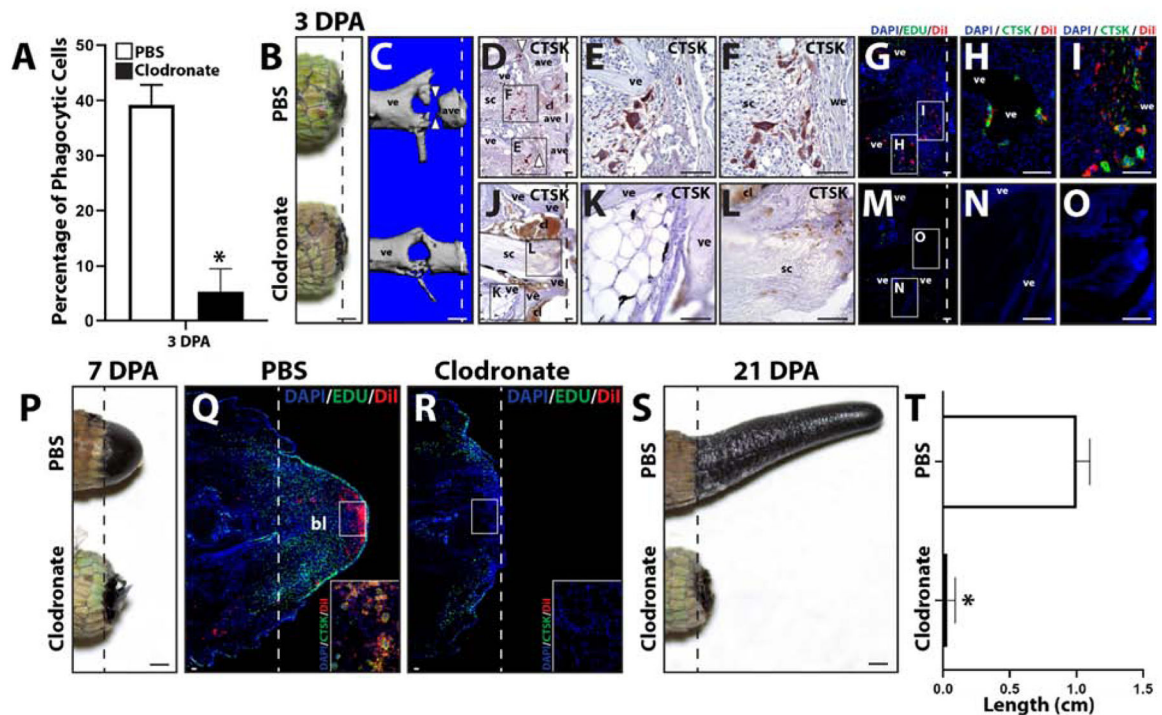 A
Percentage of Phagocytic Cells
50
40
30
20
10
0
PBS
Clodronate
*
3 DPA
3 DPA
B
PBS
Clodronate
C
ve
ave
ve
D
CTSK
ve
ave
F
sc
cl
ave
E
ave
E
CTSK
ve
F
CTSK
sc
we
G
DAPI/EDU/DiI
ve
I
H
ve
H
DAPI/CTSK/DiI
ve
I
DAPI/CTSK/DiI
we
J
CTSK
ve
cl
L
sc
K
ve
ve
cl
K
CTSK
ve
ve
L
CTSK
cl
sc
M
ve
O
ve
N
ve
N
ve
ve
O
7 DPA
P
PBS
Clodronate
PBS
Q
DAPI/EDU/DiI
bl
DAPI/CTSK/DiI
Clodronate
R
DAPI/EDU/DiI
DAPI/CTSK/DiI
21 DPA
S
PBS
Clodronate
T
PBS
Clodronate
*
0.0
0.5
1.0
1.5
Length (cm)